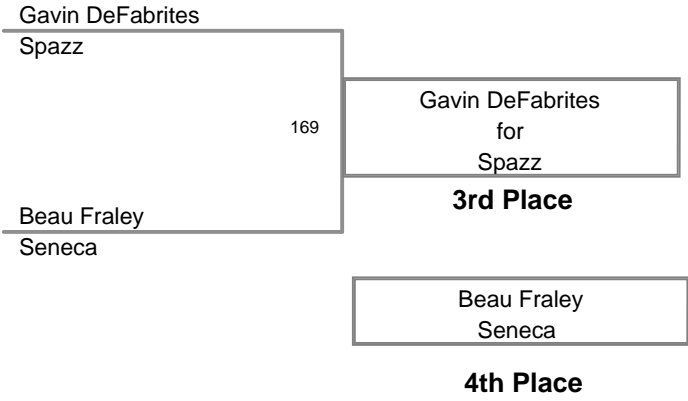 Gavin DeFabrites
Spazz
169
Gavin DeFabrites
for
Spazz
3rd Place
Beau Fraley
Seneca
Beau Fraley
Seneca
4th Place